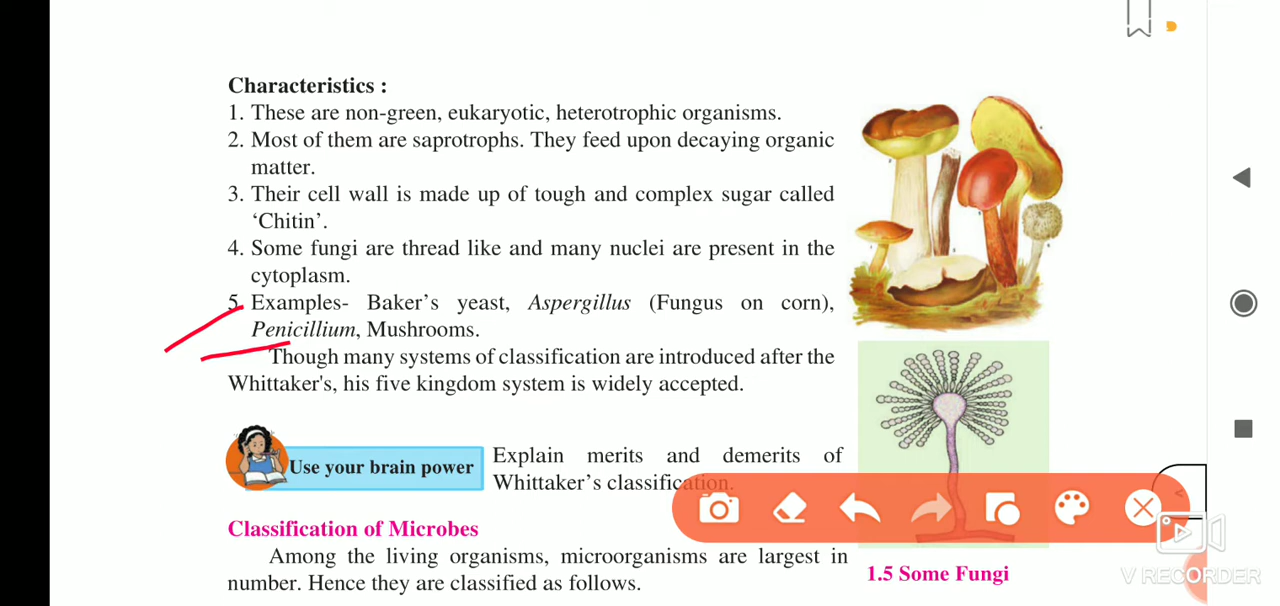 Characteristics :
1. These are non-green, eukaryotic, heterotrophic organisms.
2. Most of them are saprotrophs. They feed upon decaying organic
matter.
3. Their cell wall is made up of tough and complex sugar called
‘Chitin’.
4. Some fungi are thread like and many nuclei are present in the
cytoplasm.
5. Examples- Baker’s yeast, Aspergillus (Fungus on corn),
Penicillium, Mushrooms.
Though many systems of classification are introduced after the
Whittaker's, his five kingdom system is widely accepted.
Use your brain power
Explain merits and demerits of
Whittaker’s classification.
Classification of Microbes
Among the living organisms, microorganisms are largest in
number. Hence they are classified as follows.
1.5 Some Fungi
V RECORDER